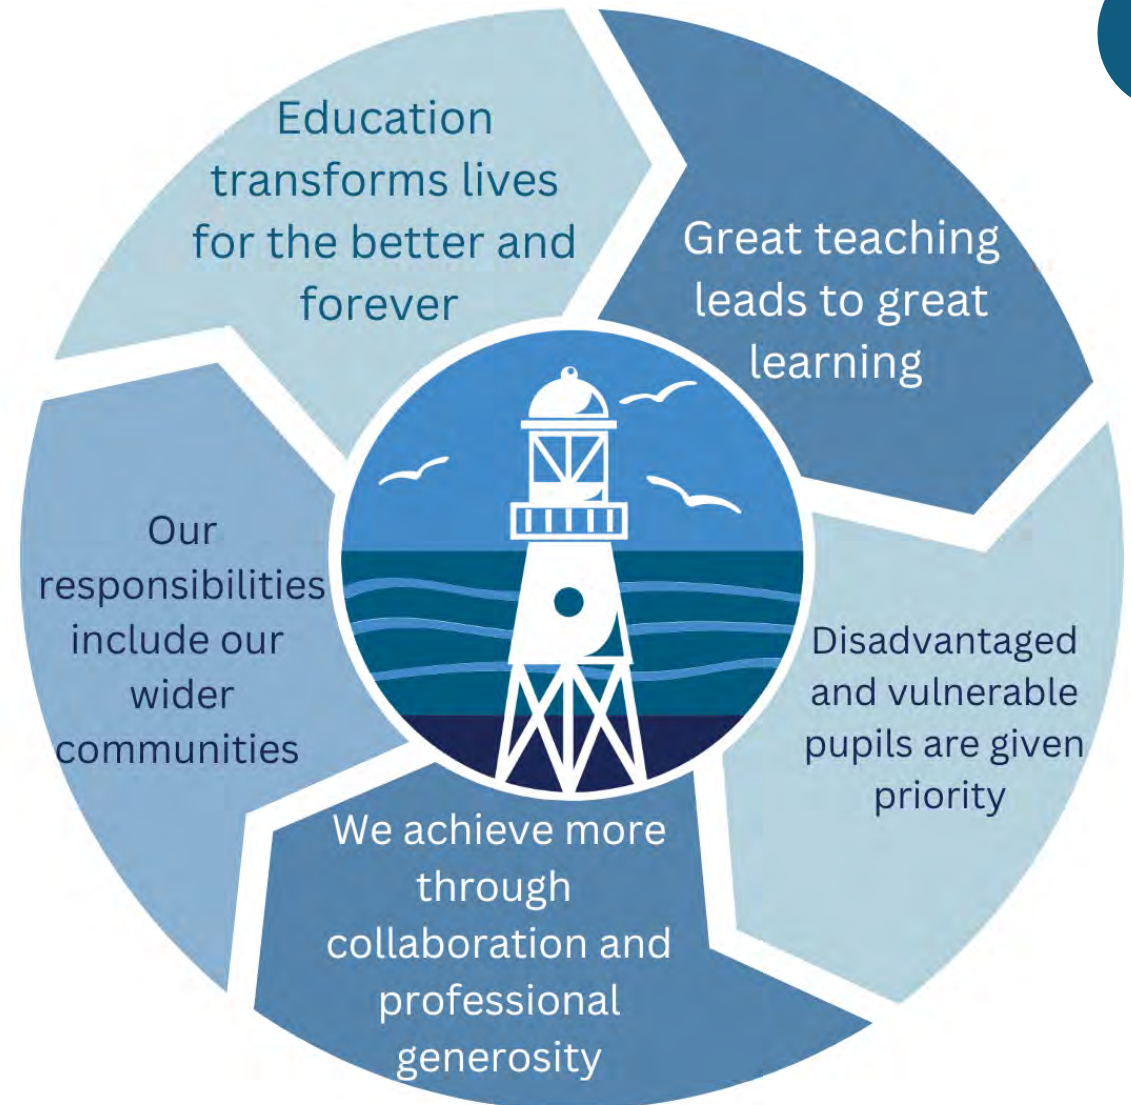 Education
transforms lives
for the better and
forever
Great teaching
leads to great
learning
Disadvantaged
and vulnerable
pupils are given
priority
We achieve more
through
collaboration and
professional
generosity
Our
responsibilities
include our
wider
communities